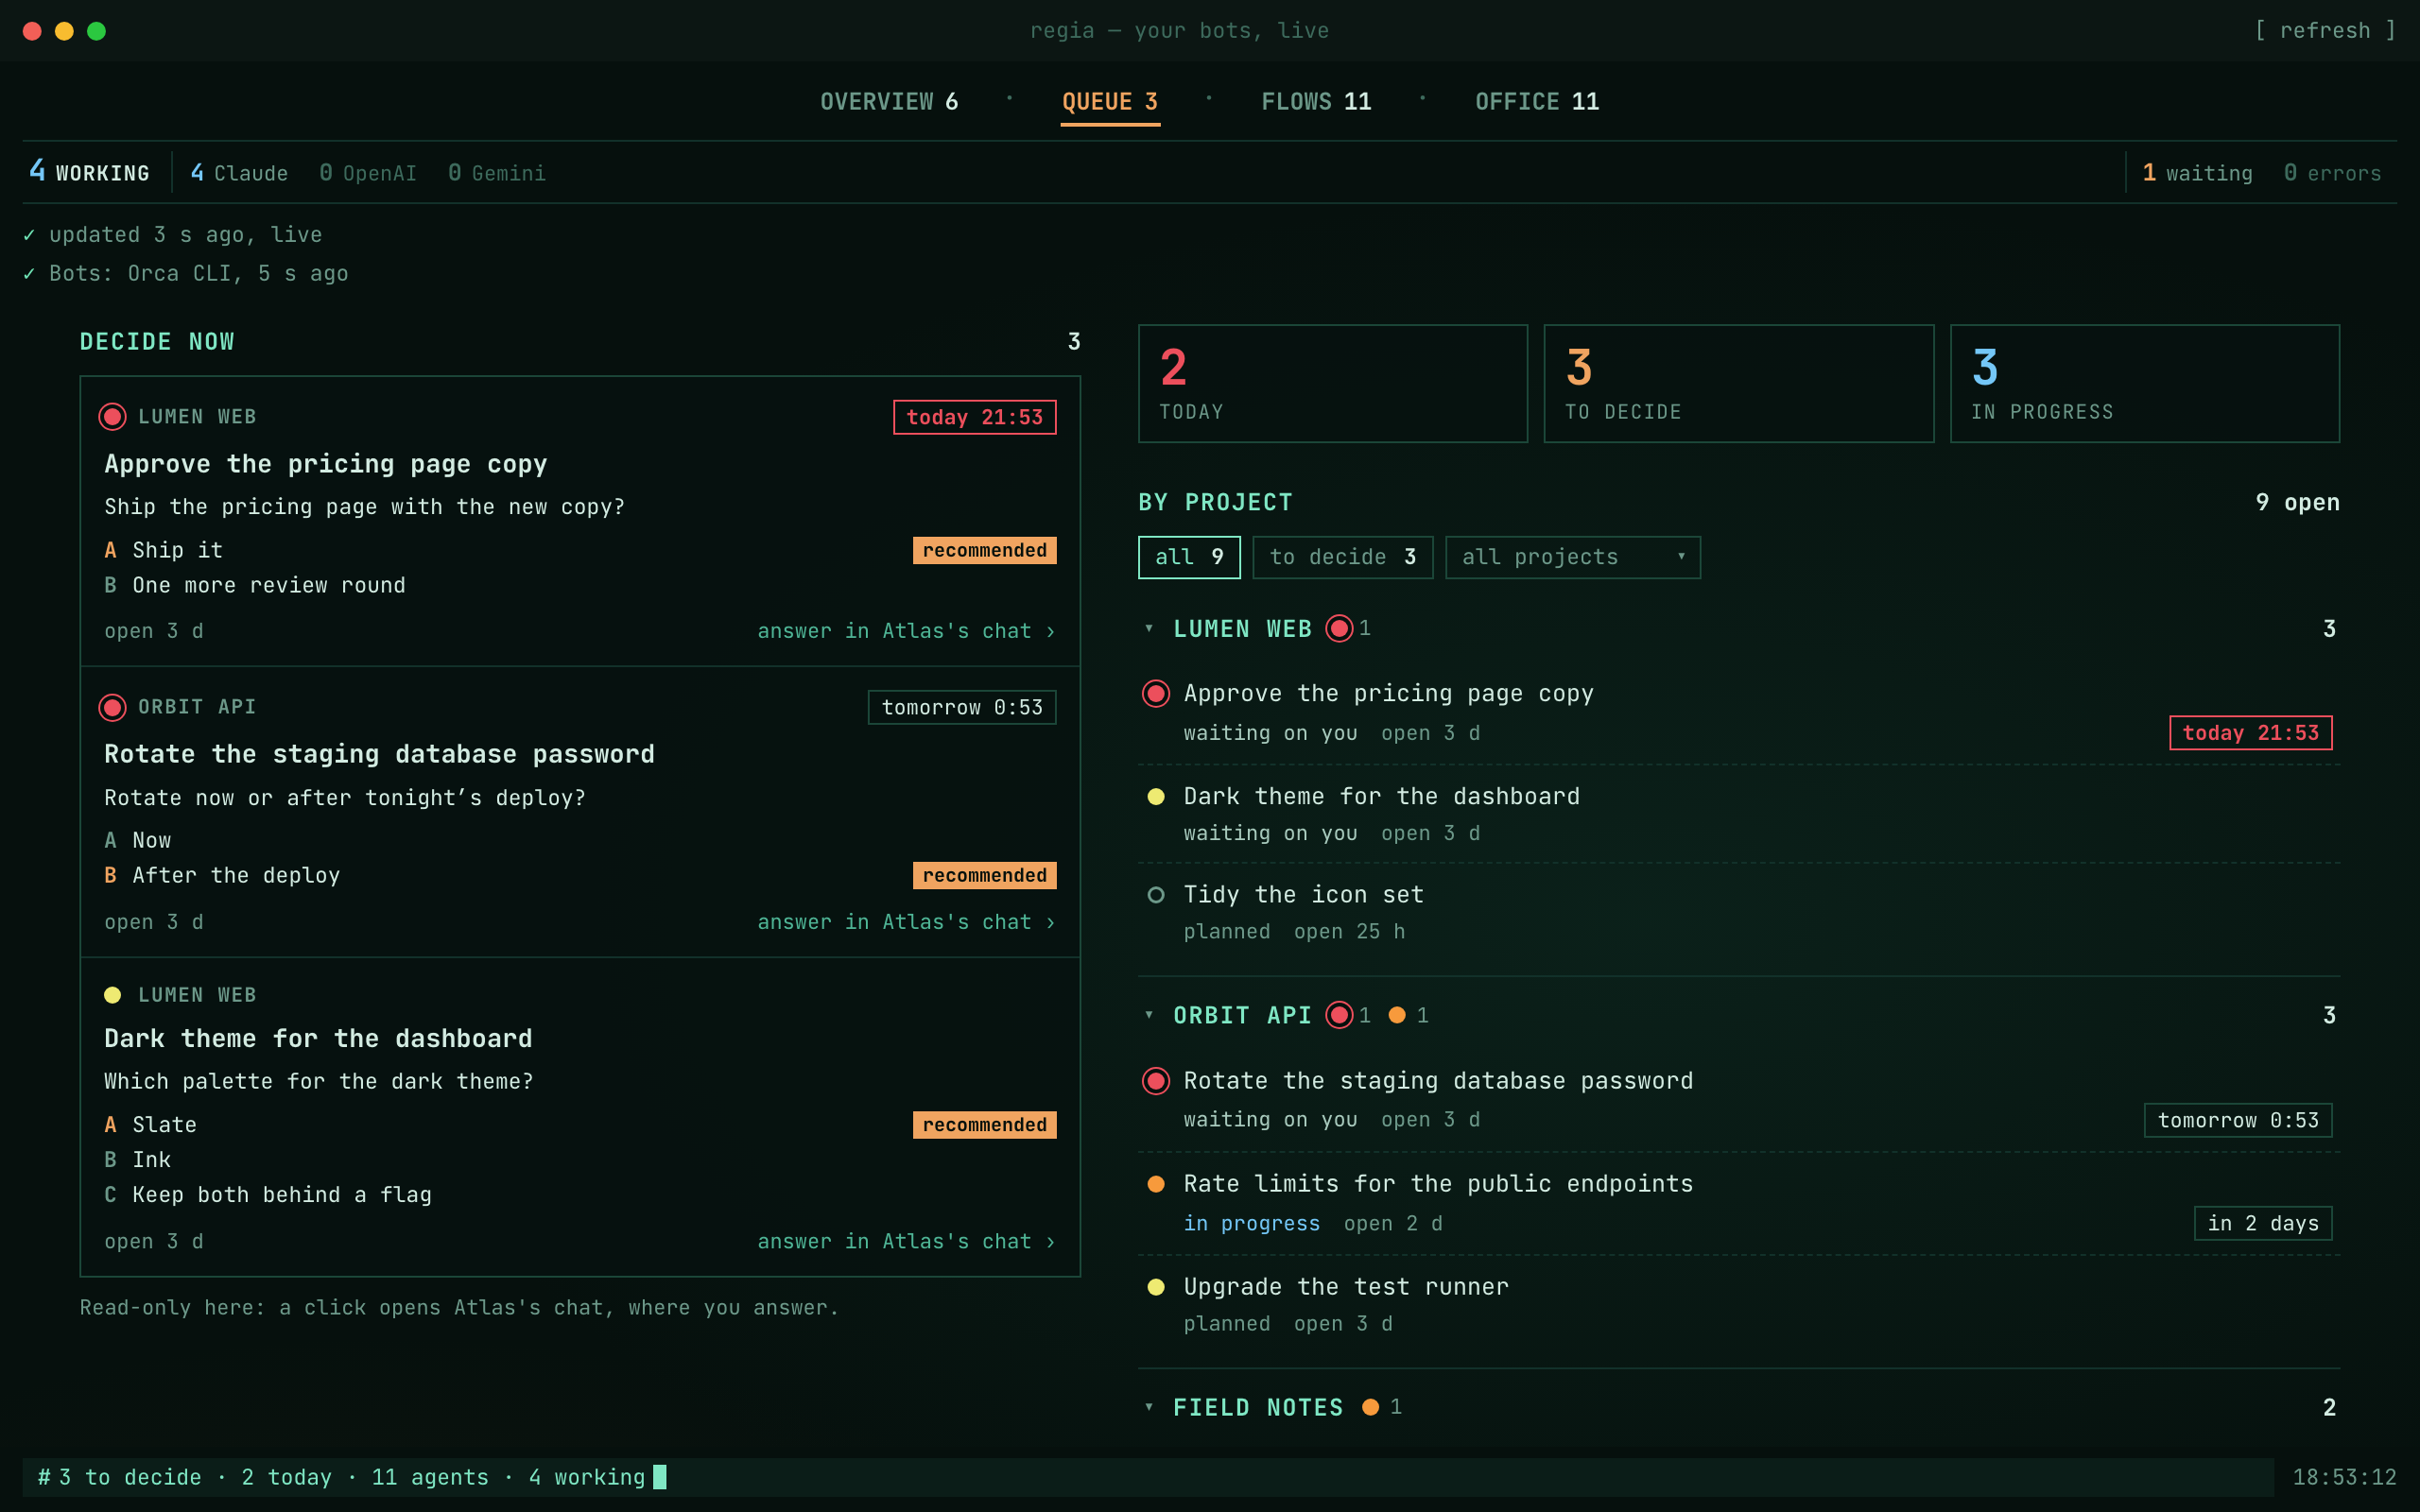 regia — your bots, live
[ refresh ]
OVERVIEW 6 · QUEUE 3 · FLOWS 11 · OFFICE 11
4 WORKING 4 Claude 0 OpenAI 0 Gemini
1 waiting 0 errors
✓ updated 3 s ago, live
✓ Bots: Orca CLI, 5 s ago
DECIDE NOW 3
LUMEN WEB today 21:53
Approve the pricing page copy
Ship the pricing page with the new copy?
A Ship it recommended
B One more review round
open 3 d answer in Atlas's chat ›
ORBIT API tomorrow 0:53
Rotate the staging database password
Rotate now or after tonight’s deploy?
A Now
B After the deploy recommended
open 3 d answer in Atlas's chat ›
LUMEN WEB
Dark theme for the dashboard
Which palette for the dark theme?
A Slate recommended
B Ink
C Keep both behind a flag
open 3 d answer in Atlas's chat ›
Read-only here: a click opens Atlas's chat, where you answer.
2
TODAY
3
TO DECIDE
3
IN PROGRESS
BY PROJECT 9 open
all 9 to decide 3 all projects ▾
▾ LUMEN WEB 1 3
Approve the pricing page copy
waiting on you open 3 d today 21:53
Dark theme for the dashboard
waiting on you open 3 d
Tidy the icon set
planned open 25 h
▾ ORBIT API 1 1 3
Rotate the staging database password
waiting on you open 3 d tomorrow 0:53
Rate limits for the public endpoints
in progress open 2 d in 2 days
Upgrade the test runner
planned open 3 d
▾ FIELD NOTES 1 2
# 3 to decide · 2 today · 11 agents · 4 working
18:53:12